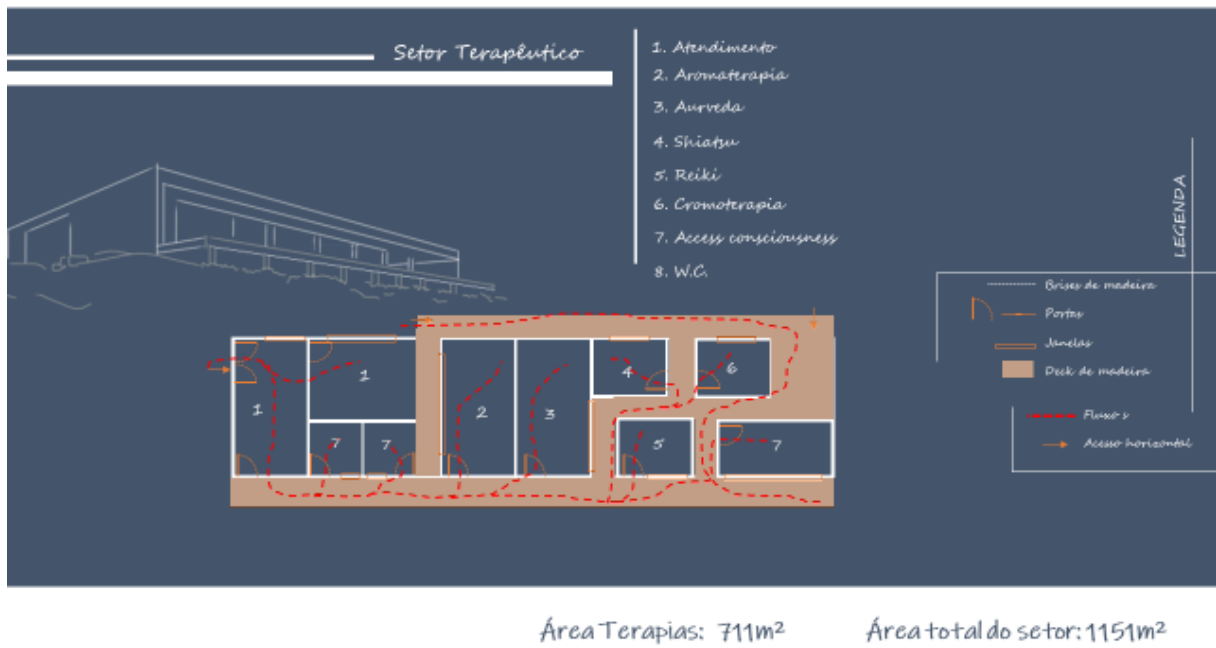 Setor Terapêutico
1. Atendimento
2. Aromaterapia
3. Aurveda
4. Shiatsu
5. Reiki
6. Cromoterapia
7. Access consciousness
8. W.C.
LEGENDA
Brises de madeira
Portas
Janelas
Deck de madeira
Fluxo s
Acesso horizontal
1
1
7
7
2
3
4
5
6
7
Área Terapias: 711m²
Área total do setor: 1151m²